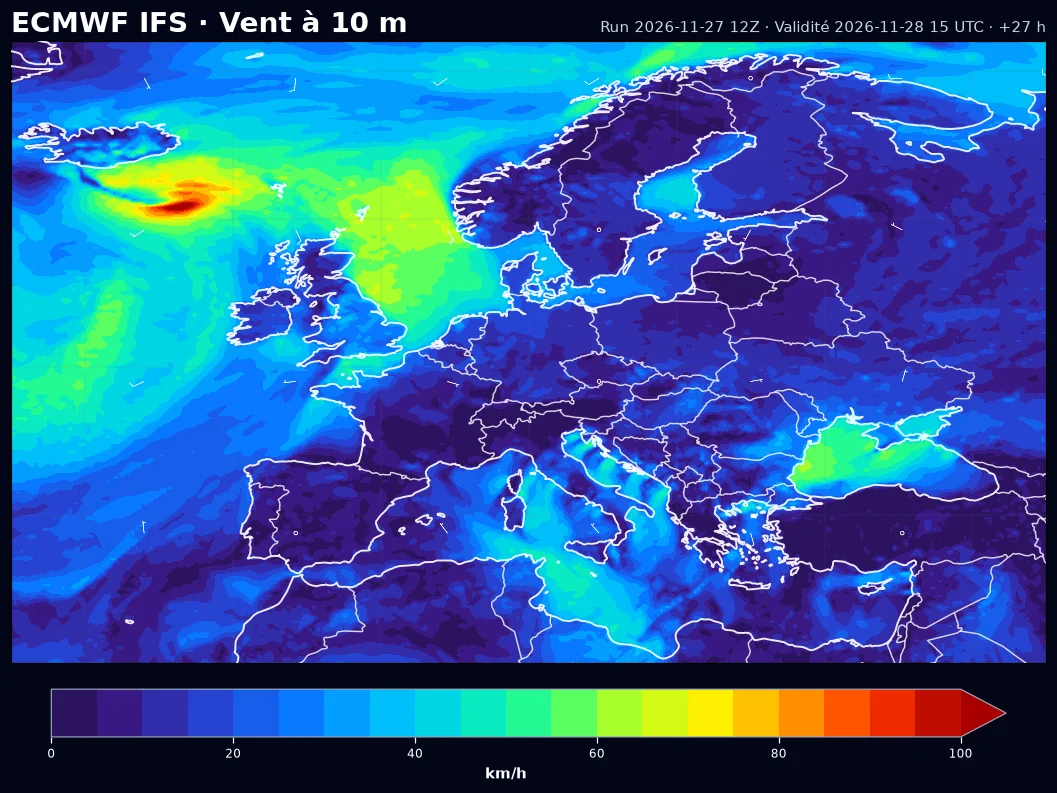 ECMWF IFS · Vent à 10 m
Run 2026-11-27 12Z · Validité 2026-11-28 15 UTC · +27 h
0 20 40 60 80 100
km/h